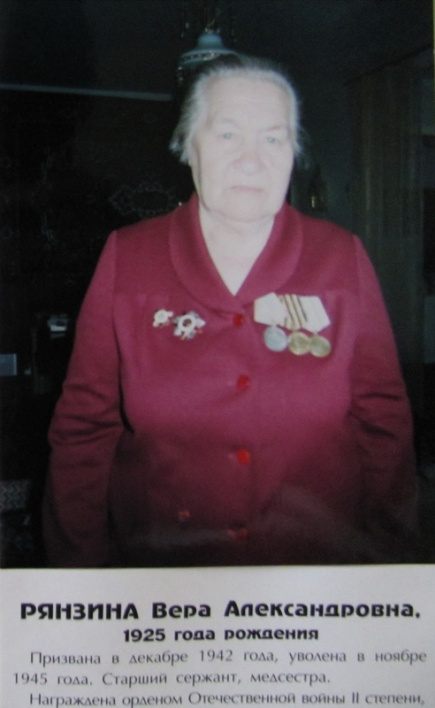 РЯНЗИНА Вера Александровна,
1925 года рождения
Призвана в декабре 1942 года, уволена в ноябре
1945 года. Старший сержант, медсестра.
Награждена орденом Отечественной войны II степени,